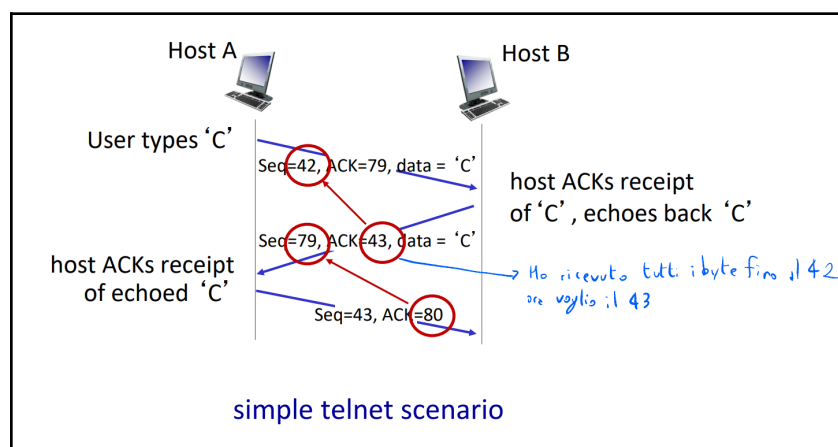 Host A
Host B
User types ‘C’
Seq=42, ACK=79, data = ‘C’
host ACKs receipt
of ‘C’, echoes back ‘C’
Seq=79, ACK=43, data = ‘C’
host ACKs receipt
of echoed ‘C’
Ho ricevuto tutti i byte fino al 42
ora voglio il 43
Seq=43, ACK=80
simple telnet scenario